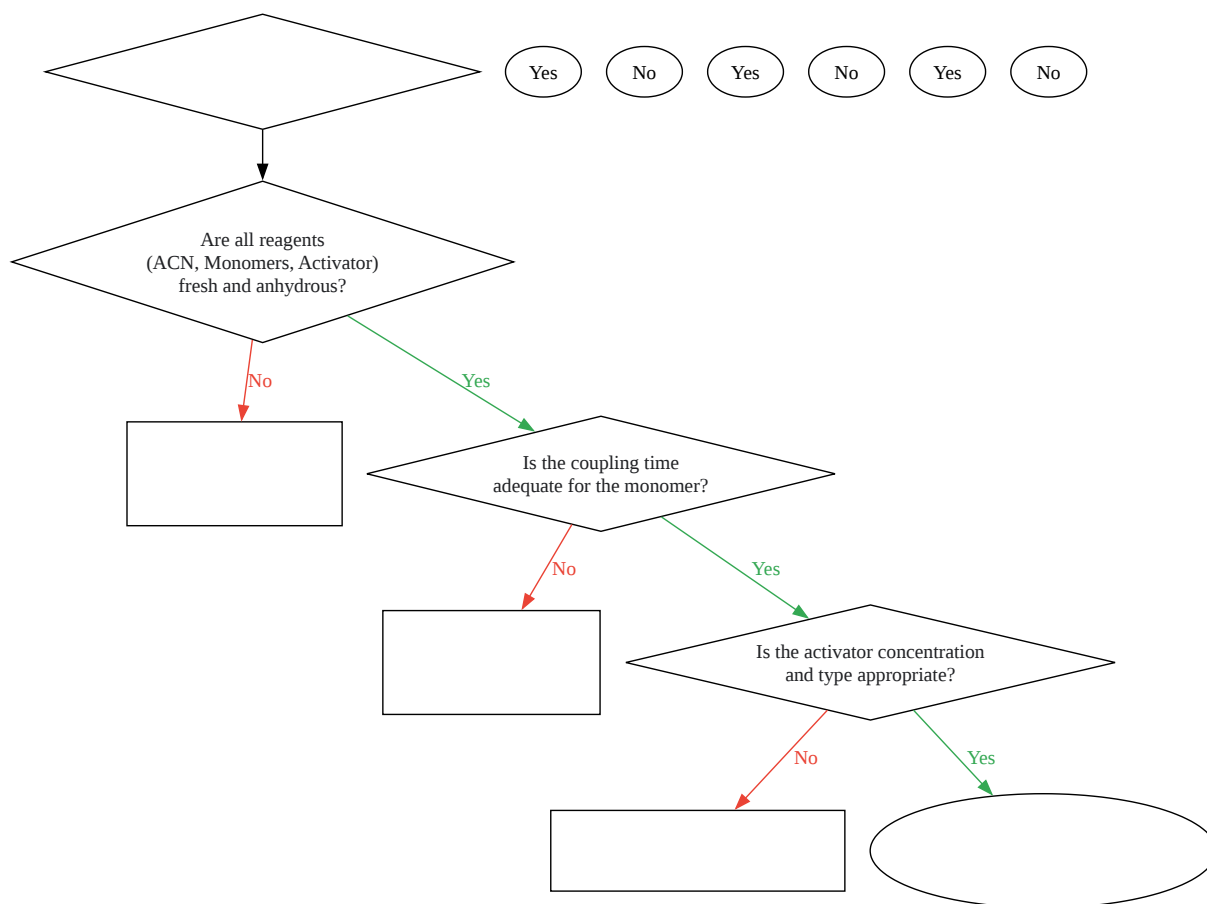 Yes
No
Yes
No
Yes
No
Are all reagents
(ACN, Monomers, Activator)
fresh and anhydrous?
No
Yes
Is the coupling time
adequate for the monomer?
No
Yes
Is the activator concentration
and type appropriate?
No
Yes